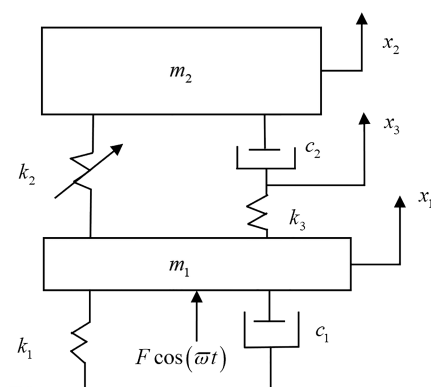 x₂
m₂
x₃
c₂
k₂
k₃
x₁
m₁
k₁
F cos(ϖt)
c₁